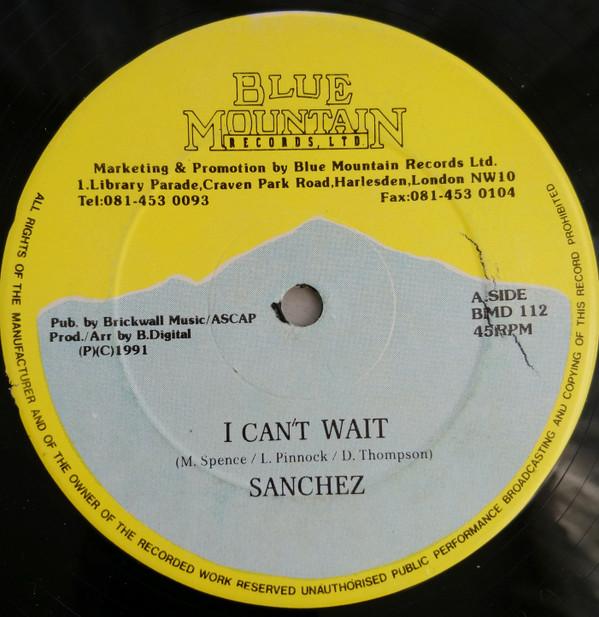 BLUE
MOUNTAIN
RECORDS, LTD.
Marketing & Promotion by Blue Mountain Records Ltd.
1.Library Parade,Craven Park Road,Harlesden,London NW10
Tel:081-453 0093 Fax:081-453 0104
A.SIDE
BMD 112
45RPM
Pub. by Brickwall Music/ASCAP
Prod./Arr by B.Digital
(P)(C)1991
I CAN'T WAIT
(M. Spence / L. Pinnock / D. Thompson)
SANCHEZ
ALL RIGHTS OF THE MANUFACTURER AND OF THE OWNER OF THE RECORDED WORK RESERVED UNAUTHORISED PUBLIC PERFORMANCE BROADCASTING AND COPYING OF THIS RECORD PROHIBITED